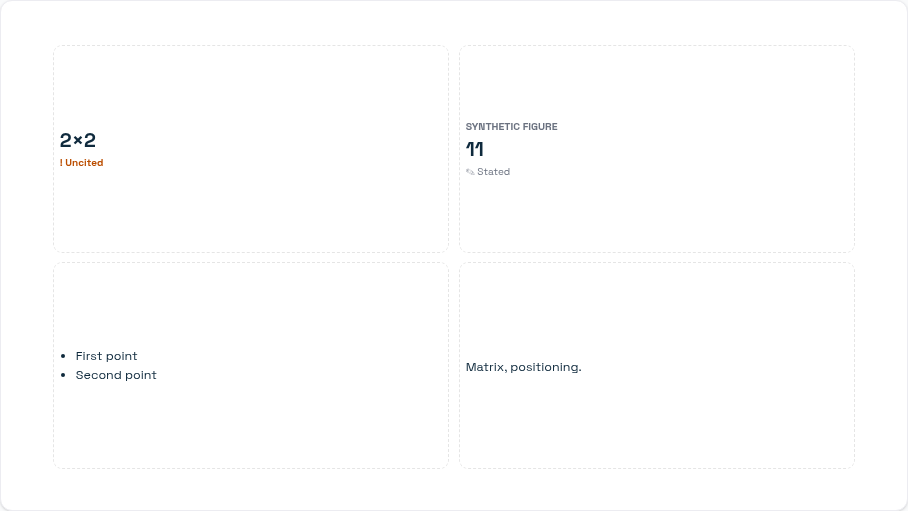 2×2
! Uncited
SYNTHETIC FIGURE
11
✎ Stated
• First point
• Second point
Matrix, positioning.